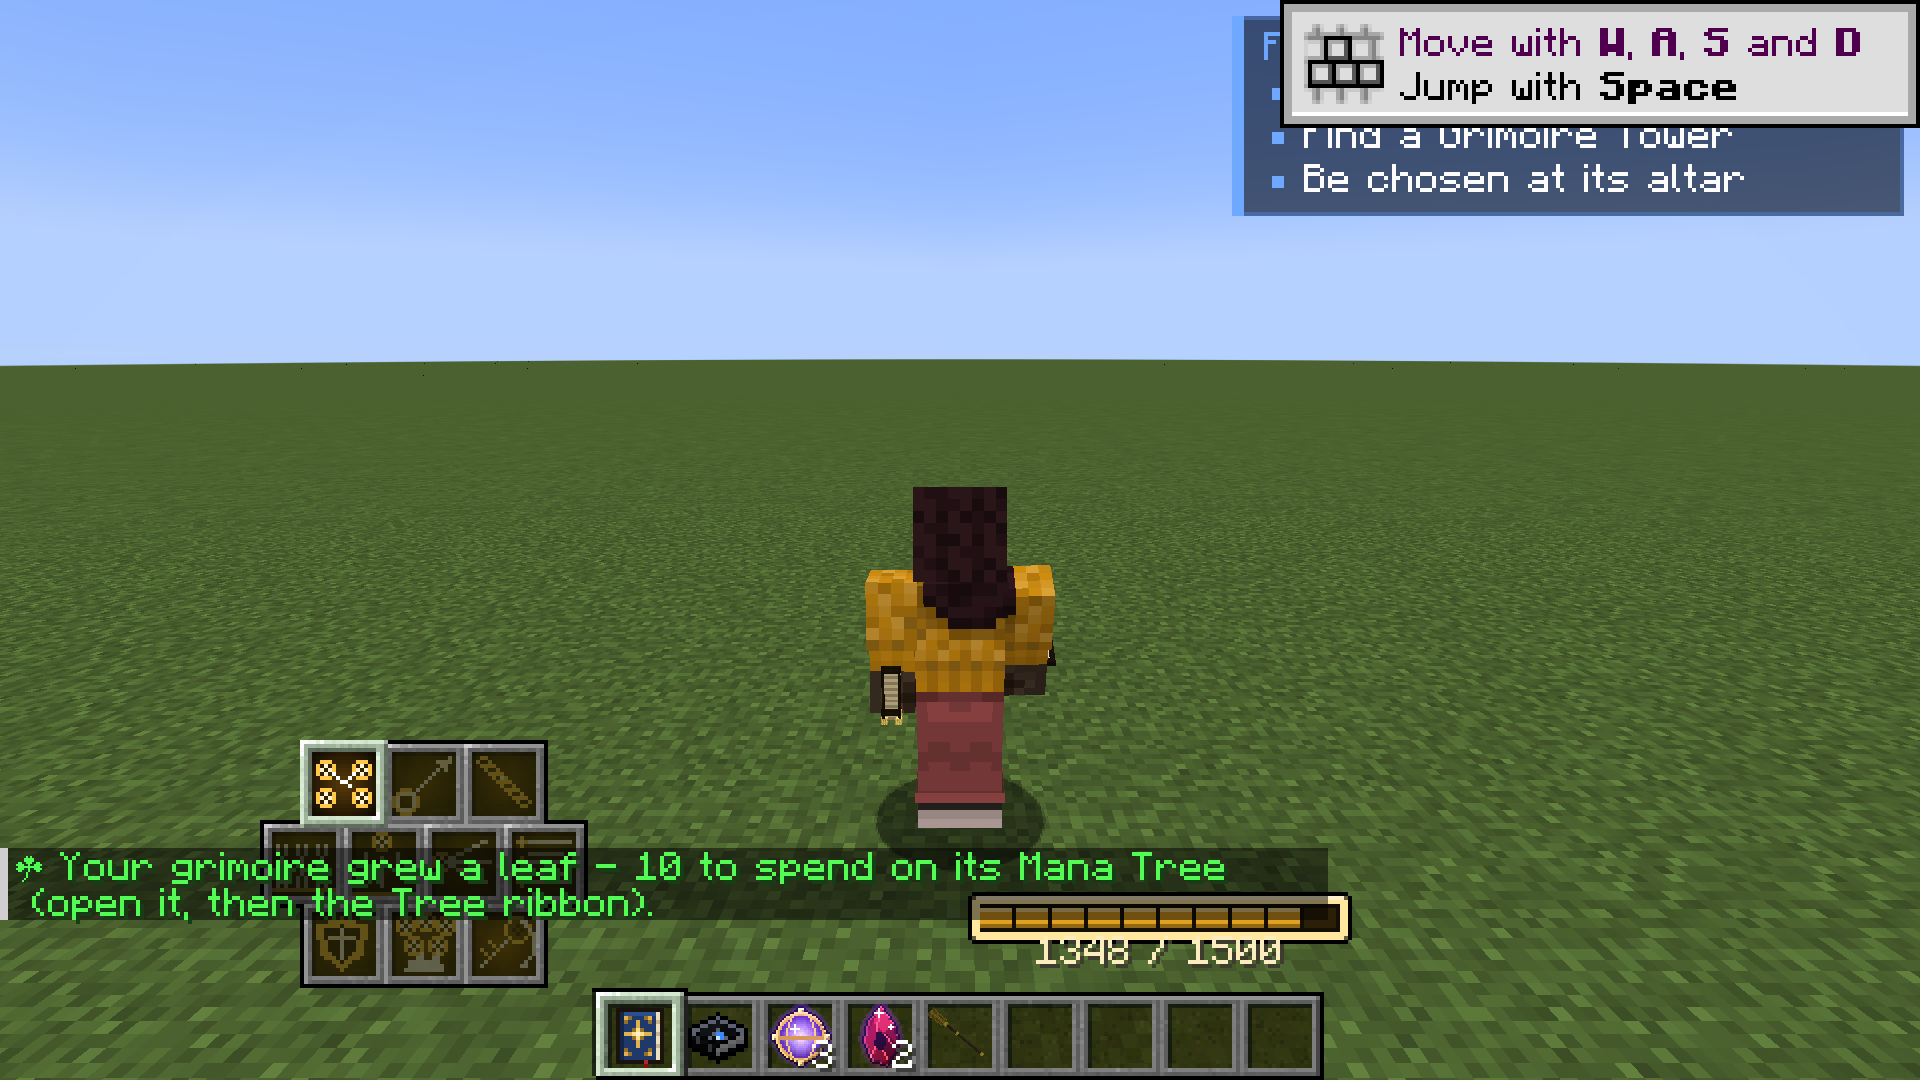 Move with W, A, S and D
Jump with Space
F
Find a Grimoire Tower
Be chosen at its altar
☘ Your grimoire grew a leaf – 10 to spend on its Mana Tree
(open it, then the Tree ribbon).
1348 / 1500
3
2